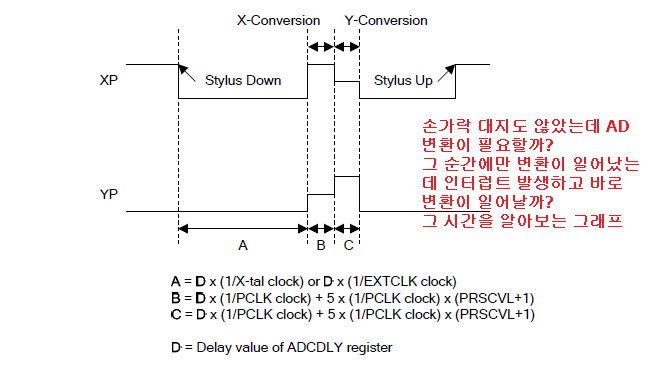 X-Conversion Y-Conversion
XP
Stylus Down
Stylus Up
손가락 대지도 않았는데 AD
변환이 필요할까?
그 순간에만 변환이 일어났는
데 인터럽트 발생하고 바로
변환이 일어날까?
그 시간을 알아보는 그래프
YP
A B C
A = D x (1/X-tal clock) or D x (1/EXTCLK clock)
B = D x (1/PCLK clock) + 5 x (1/PCLK clock) x (PRSCVL+1)
C = D x (1/PCLK clock) + 5 x (1/PCLK clock) x (PRSCVL+1)
D = Delay value of ADCDLY register